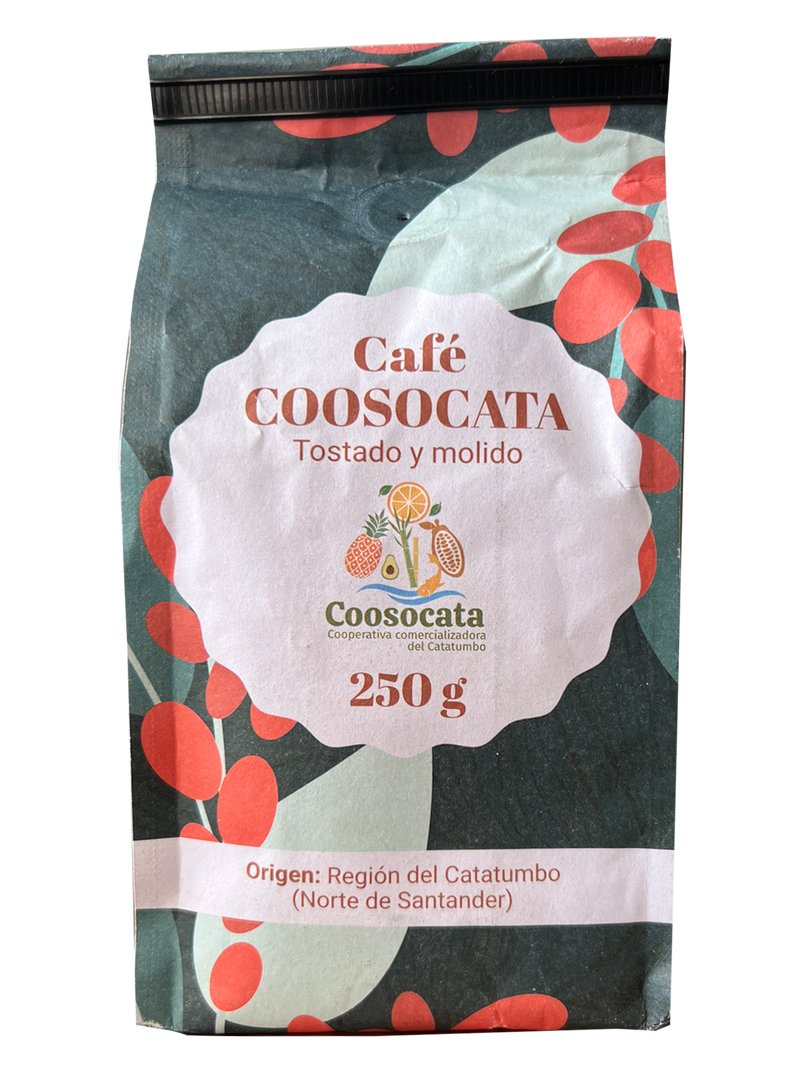 Café
COOSOCATA
Tostado y molido
Coosocata
Cooperativa comercializadora
del Catatumbo
250 g
Origen: Región del Catatumbo
(Norte de Santander)